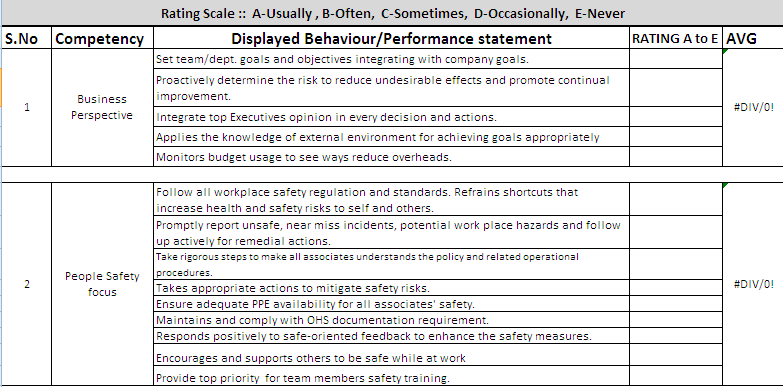 Rating Scale :: A-Usually , B-Often, C-Sometimes, D-Occasionally, E-Never
S.No Competency Displayed Behaviour/Performance statement RATING A to E AVG
1 Business Perspective #DIV/0!
Set team/dept. goals and objectives integrating with company goals.
Proactively determine the risk to reduce undesirable effects and promote continual
improvement.
Integrate top Executives opinion in every decision and actions.
Applies the knowledge of external environment for achieving goals appropriately
Monitors budget usage to see ways reduce overheads.
2 People Safety focus #DIV/0!
Follow all workplace safety regulation and standards. Refrains shortcuts that
increase health and safety risks to self and others.
Promptly report unsafe, near miss incidents, potential work place hazards and follow
up actively for remedial actions.
Take rigorous steps to make all associates understands the policy and related operational
procedures.
Takes appropriate actions to mitigate safety risks.
Ensure adequate PPE availability for all associates' safety.
Maintains and comply with OHS documentation requirement.
Responds positively to safe-oriented feedback to enhance the safety measures.
Encourages and supports others to be safe while at work
Provide top priority for team members safety training.